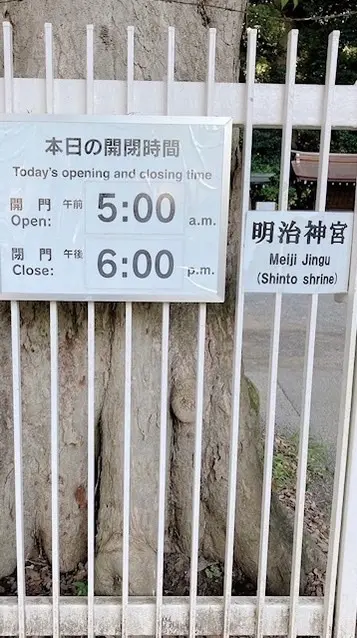 本日の開閉時間
Today's opening and closing time
開門 午前 5:00 a.m.
Open:
閉門 午後 6:00 p.m.
Close:
明治神宮
Meiji Jingu
(Shinto shrine)